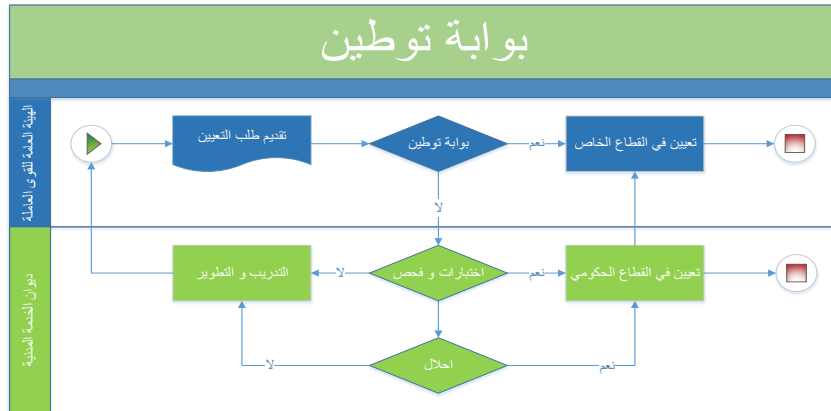 بوابة توطين
الهيئة العامة للقوى العاملة
تقديم طلب التعيين
بوابة توطين
نعم
تعيين في القطاع الخاص
لا
ديوان الخدمة المدنية
التدريب و التطوير
لا
اختبارات و فحص
نعم
تعيين في القطاع الحكومي
لا
احلال
نعم